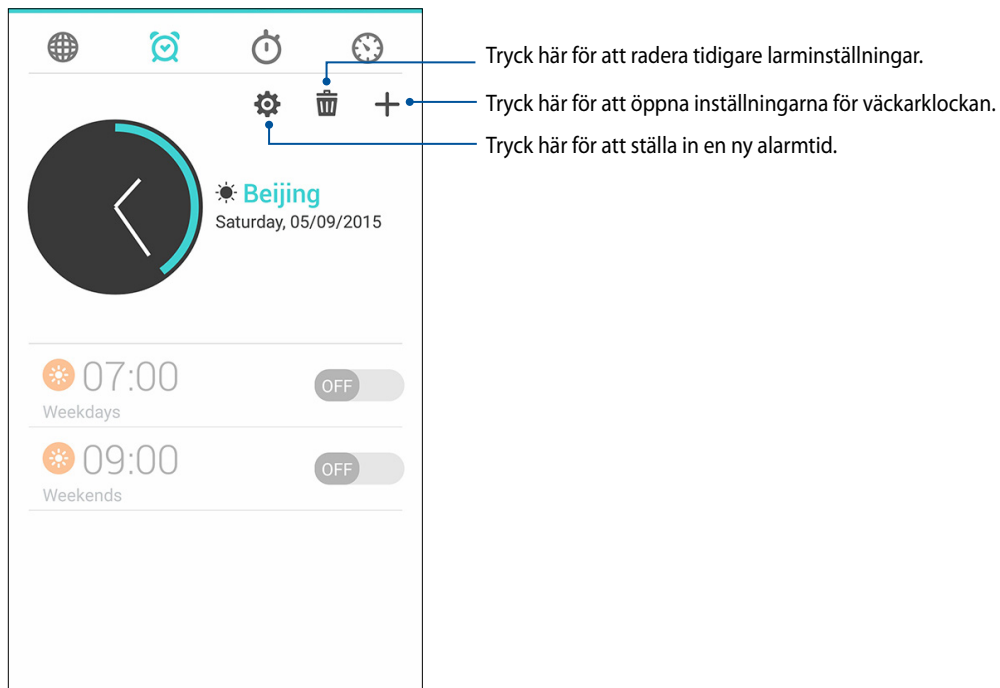 Tryck här för att radera tidigare larminställningar.
Tryck här för att öppna inställningarna för väckarklockan.
Tryck här för att ställa in en ny alarmtid.
Beijing
Saturday, 05/09/2015
07:00
OFF
Weekdays
09:00
OFF
Weekends